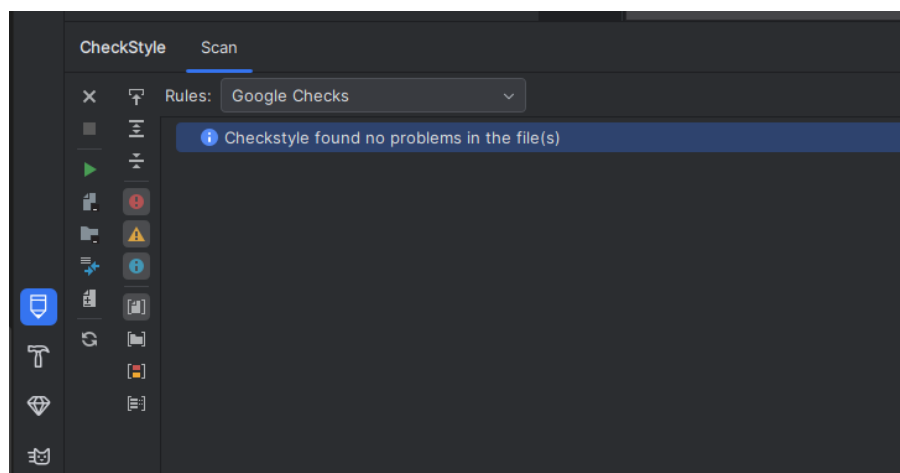 CheckStyle Scan
Rules: Google Checks
Checkstyle found no problems in the file(s)